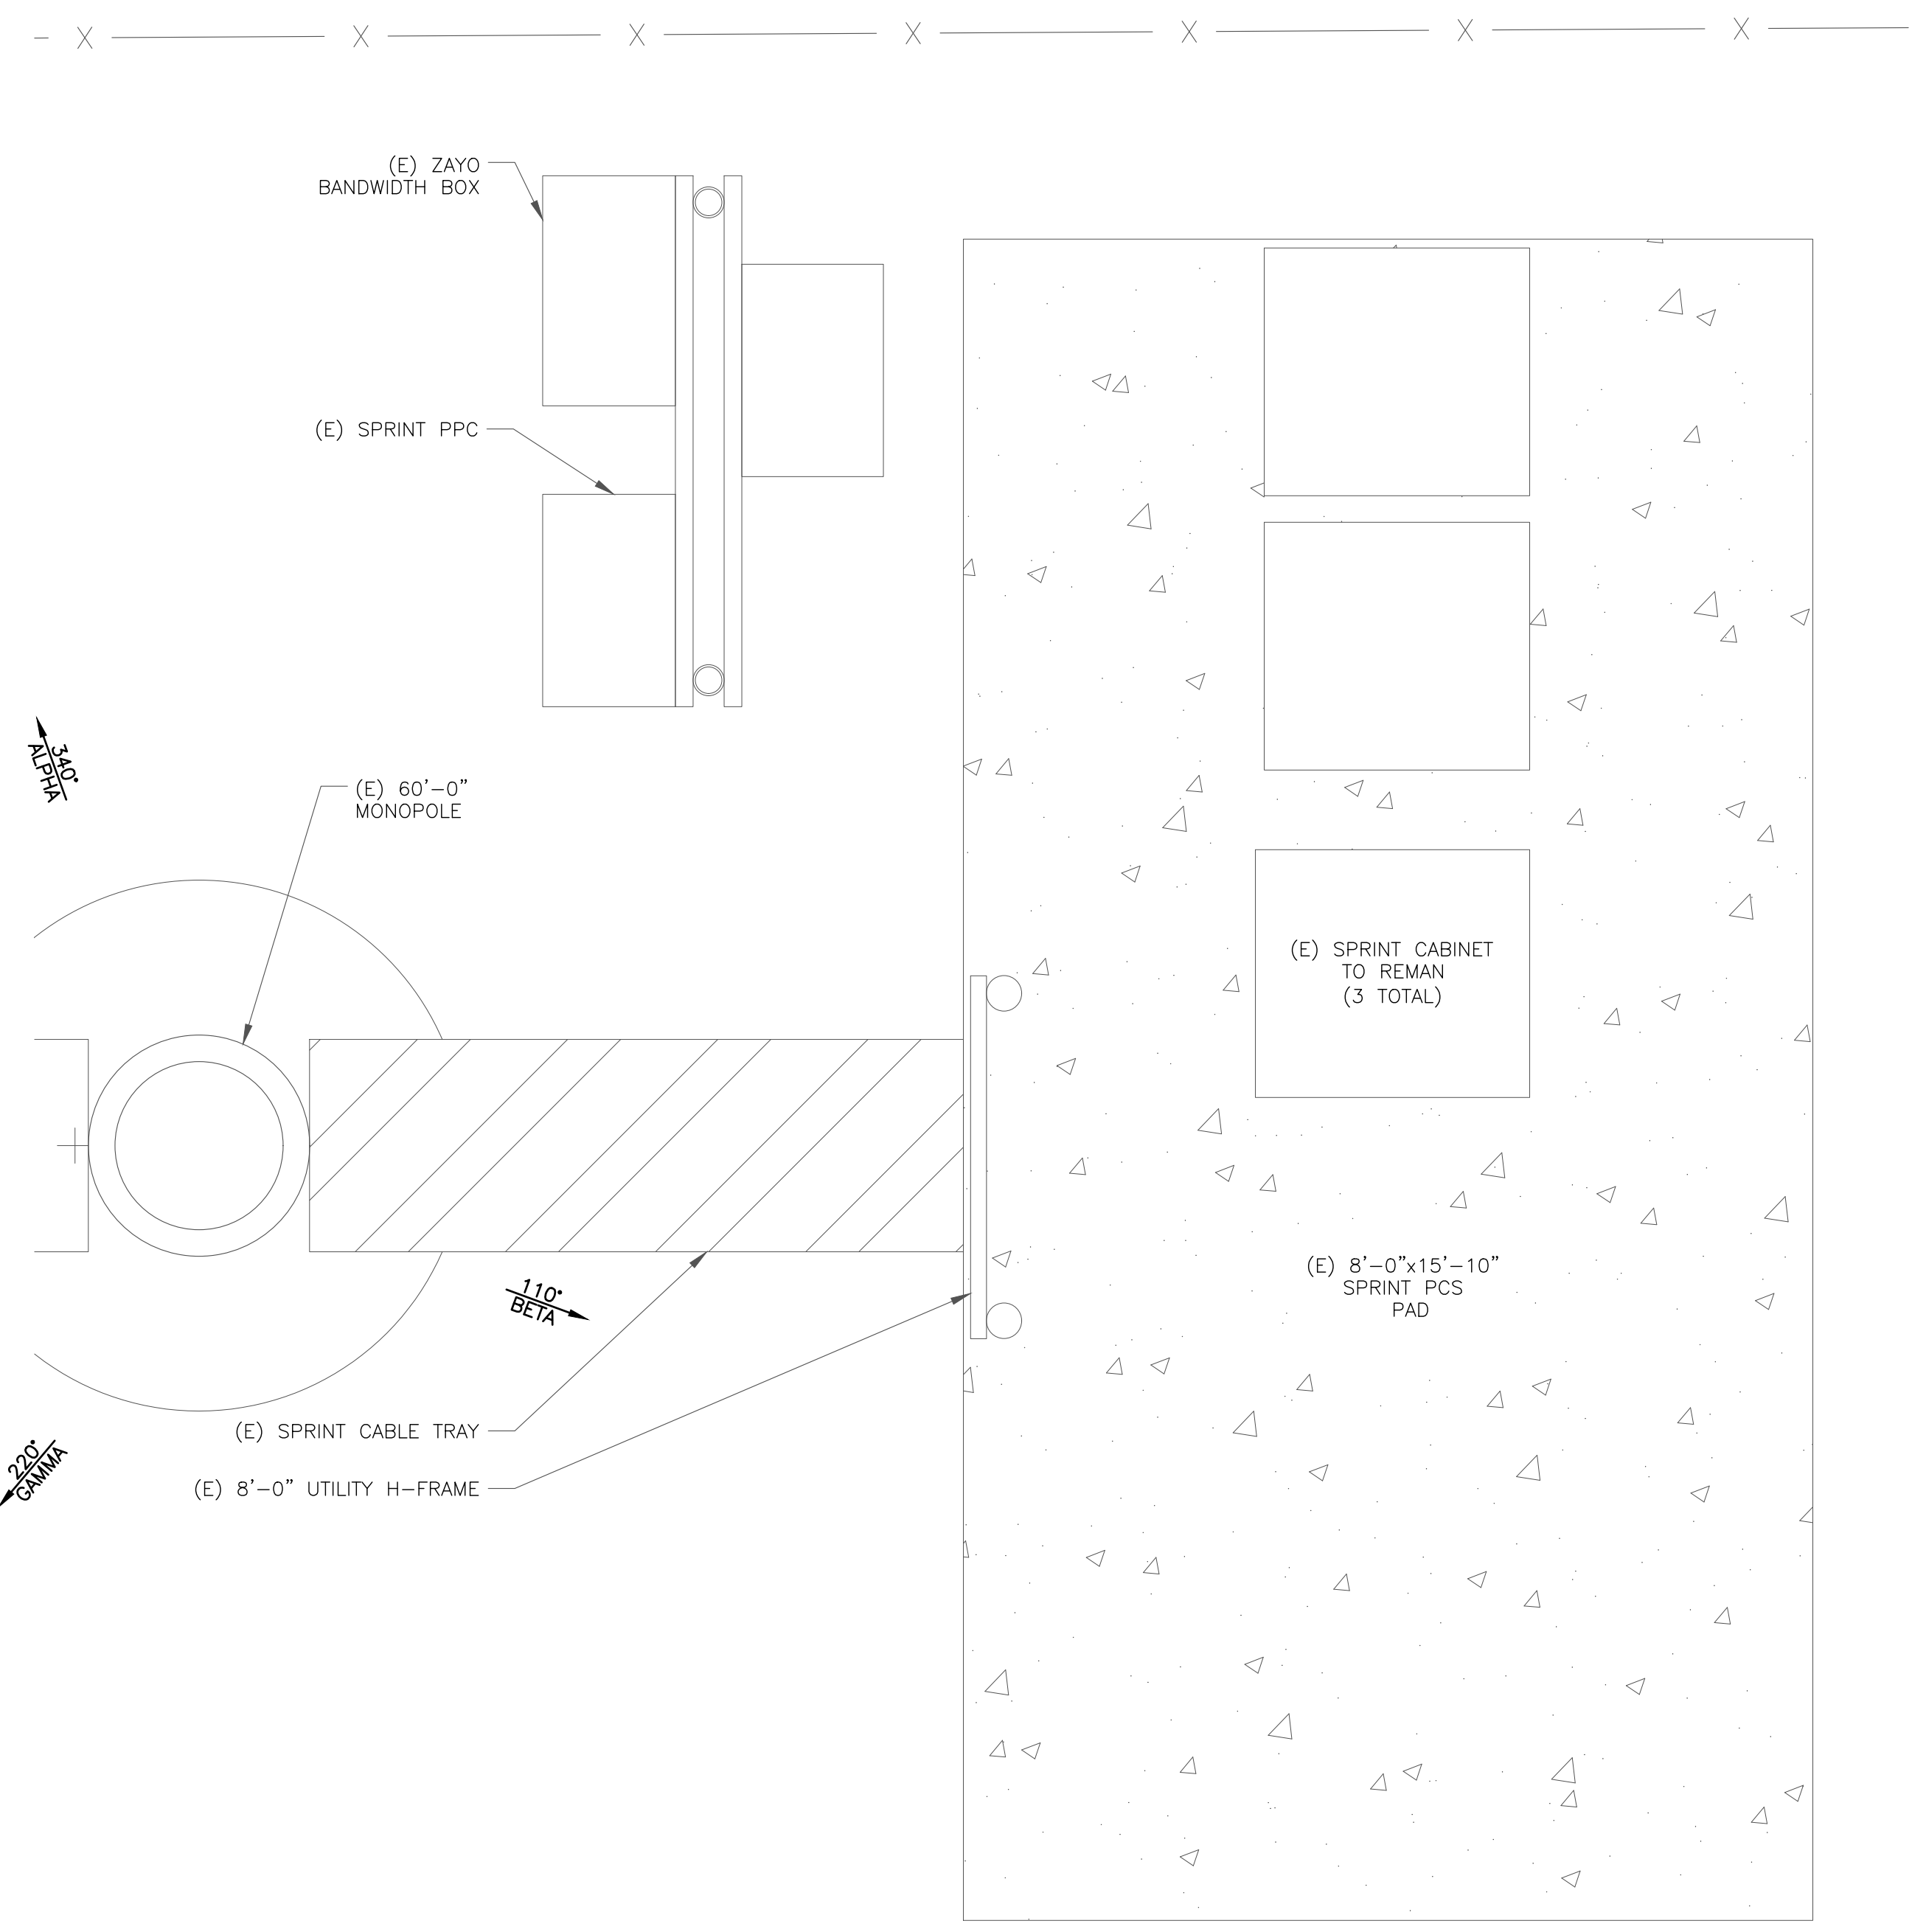 (E) ZAYO
BANDWIDTH BOX
(E) SPRINT PPC
340°
ALPHA
(E) 60'-0"
MONOPOLE
(E) SPRINT CABINET
TO REMAN
(3 TOTAL)
110°
BETA
(E) 8'-0"x15'-10"
SPRINT PCS
PAD
(E) SPRINT CABLE TRAY
220°
GAMMA
(E) 8'-0" UTILITY H-FRAME